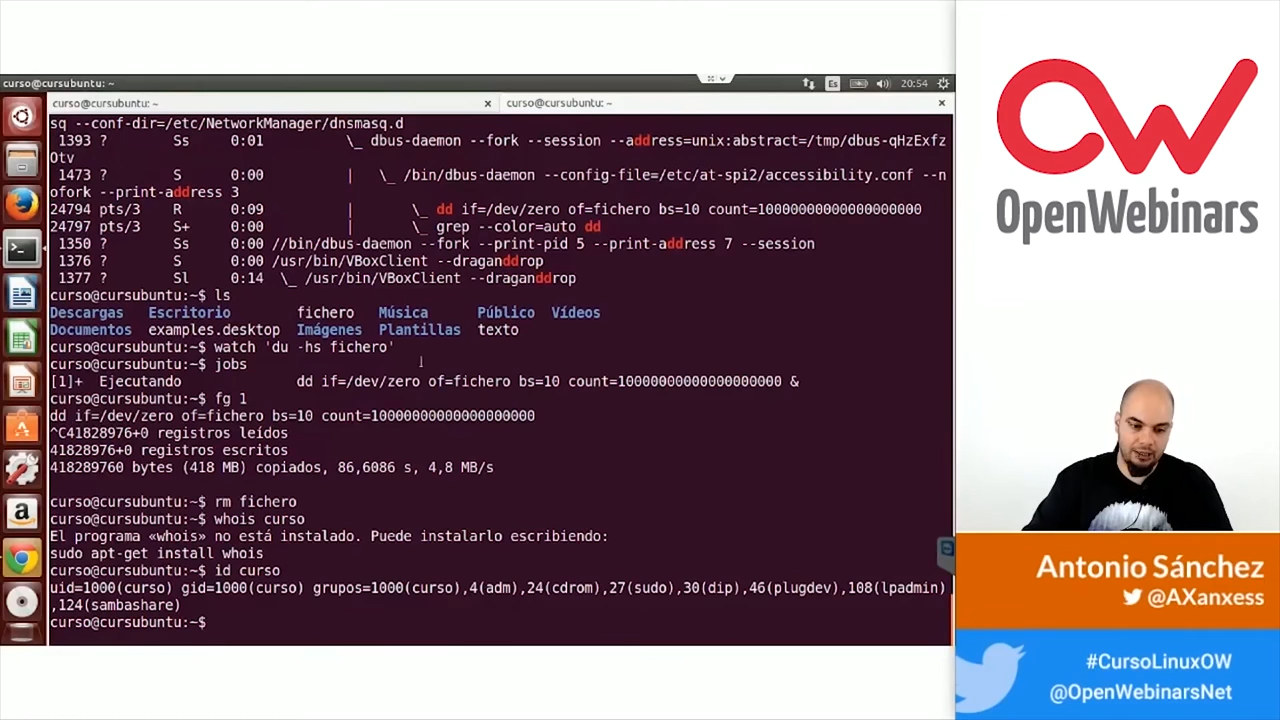 curso@cursubuntu: ~
Es
20:54
curso@cursubuntu: ~
×
curso@cursubuntu: ~
×
sq --conf-dir=/etc/NetworkManager/dnsmasq.d
1393 ? Ss 0:01 \_ dbus-daemon --fork --session --address=unix:abstract=/tmp/dbus-qHzExfz
Otv
1473 ? S 0:00 | \_ /bin/dbus-daemon --config-file=/etc/at-spi2/accessibility.conf --n
ofork --print-address 3
24794 pts/3 R 0:09 | \_ dd if=/dev/zero of=fichero bs=10 count=10000000000000000000
24797 pts/3 S+ 0:00 \_ grep --color=auto dd
1350 ? Ss 0:00 //bin/dbus-daemon --fork --print-pid 5 --print-address 7 --session
1376 ? S 0:00 /usr/bin/VBoxClient --draganddrop
1377 ? Sl 0:14 \_ /usr/bin/VBoxClient --draganddrop
curso@cursubuntu:~$ ls
Descargas Escritorio fichero Música Público Vídeos
Documentos examples.desktop Imágenes Plantillas texto
curso@cursubuntu:~$ watch 'du -hs fichero'
curso@cursubuntu:~$ jobs
[1]+ Ejecutando dd if=/dev/zero of=fichero bs=10 count=10000000000000000000 &
curso@cursubuntu:~$ fg 1
dd if=/dev/zero of=fichero bs=10 count=10000000000000000000
^C41828976+0 registros leídos
41828976+0 registros escritos
418289760 bytes (418 MB) copiados, 86,6086 s, 4,8 MB/s
curso@cursubuntu:~$ rm fichero
curso@cursubuntu:~$ whois curso
El programa «whois» no está instalado. Puede instalarlo escribiendo:
sudo apt-get install whois
curso@cursubuntu:~$ id curso
uid=1000(curso) gid=1000(curso) grupos=1000(curso),4(adm),24(cdrom),27(sudo),30(dip),46(plugdev),108(lpadmin)
,124(sambashare)
curso@cursubuntu:~$
OpenWebinars
Antonio Sánchez
@AXanxess
#CursoLinuxOW
@OpenWebinarsNet